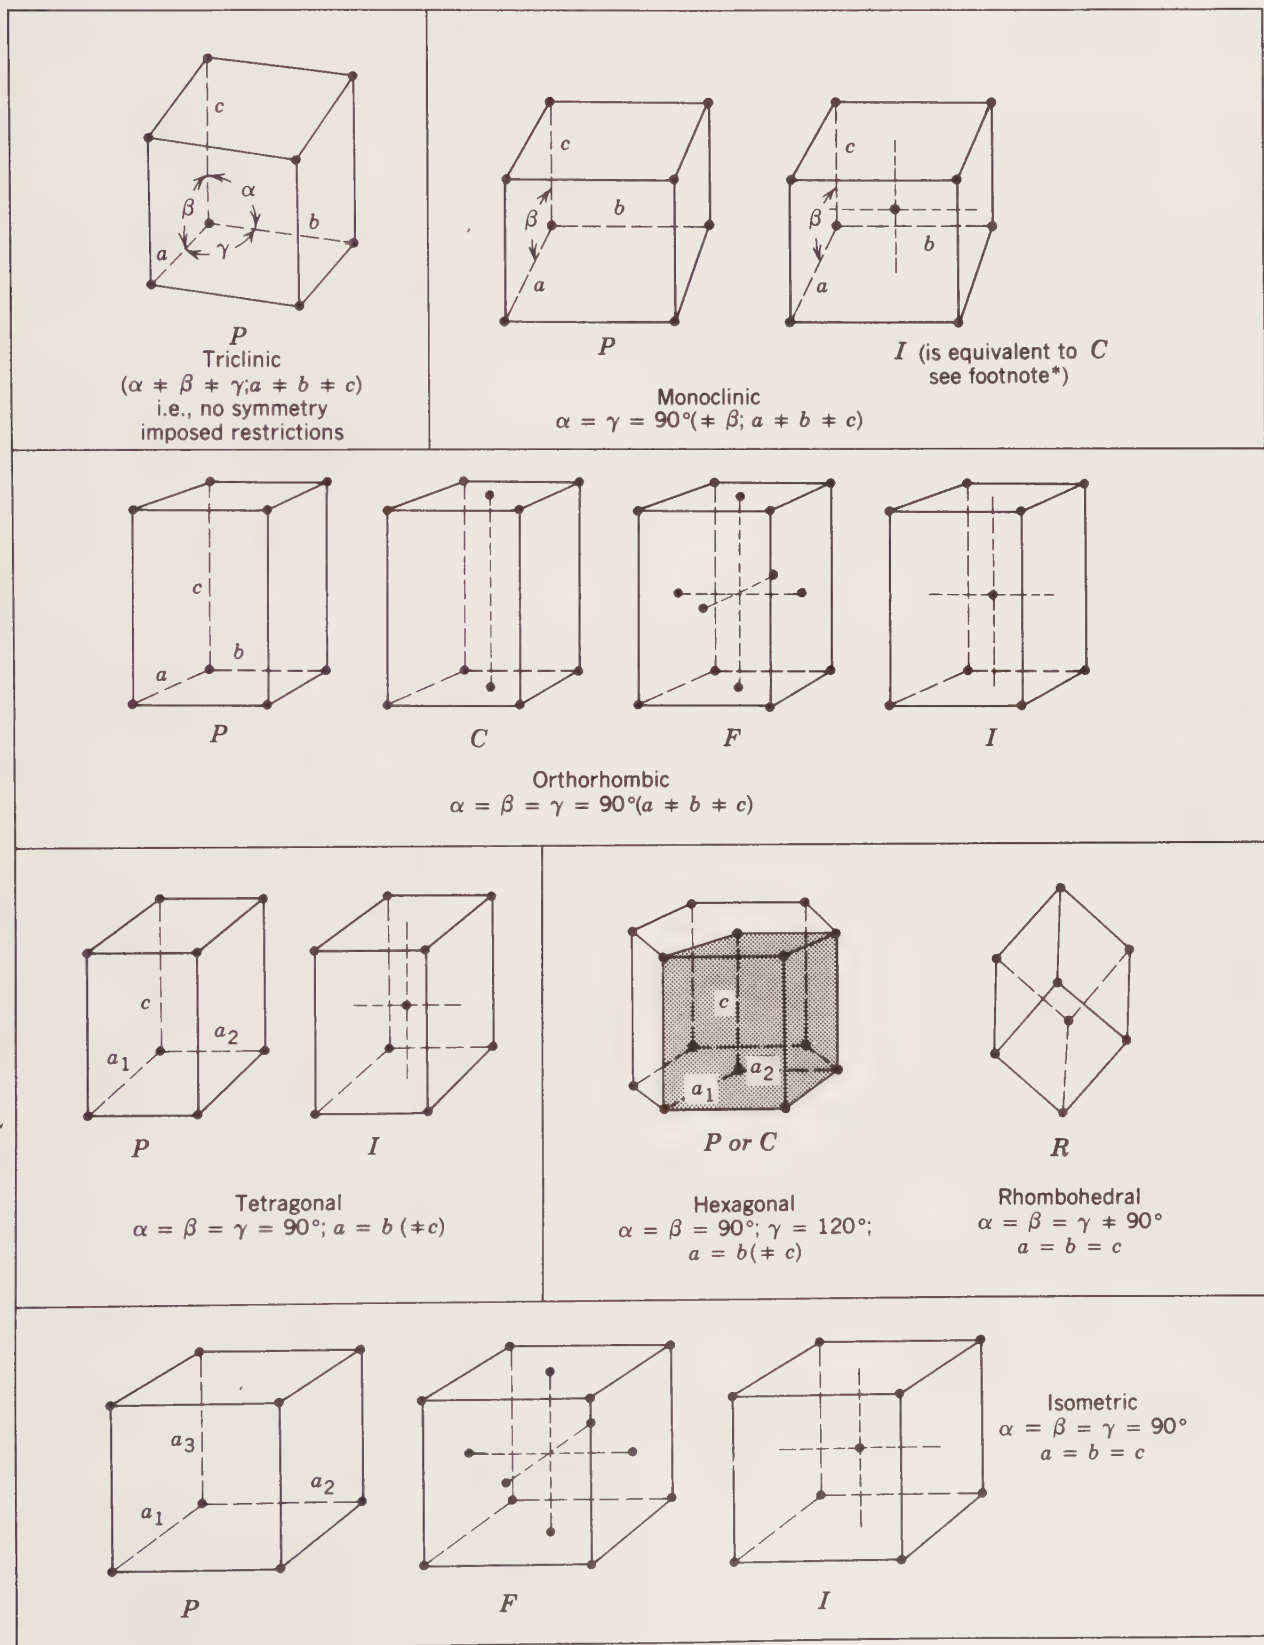 c
α
β
b
a
γ
P
Triclinic
(α ≠ β ≠ γ;a ≠ b ≠ c)
i.e., no symmetry
imposed restrictions
c
b
β
a
P
c
β
b
a
I (is equivalent to C
see footnote*)
Monoclinic
α = γ = 90°(≠ β; a ≠ b ≠ c)
c
b
a
P
C
F
I
Orthorhombic
α = β = γ = 90°(a ≠ b ≠ c)
c
a2
a1
P
I
Tetragonal
α = β = γ = 90°; a = b (≠c)
c
a2
a1
P or C
Hexagonal
α = β = 90°; γ = 120°;
a = b(≠ c)
R
Rhombohedral
α = β = γ ≠ 90°
a = b = c
a3
a2
a1
P
F
I
Isometric
α = β = γ = 90°
a = b = c